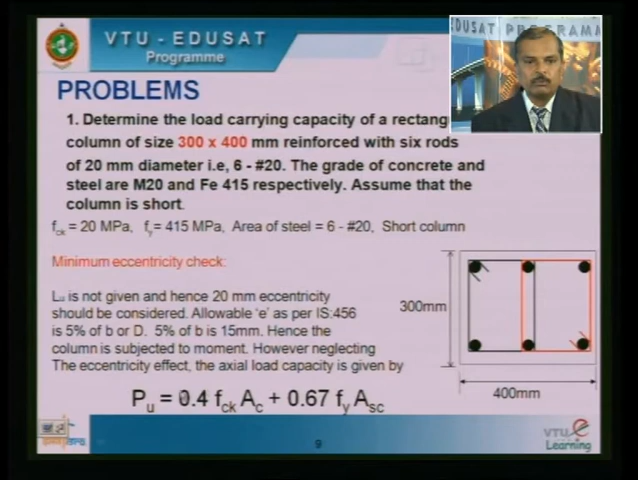 VTU - EDUSAT
Programme
EDUSAT PROGRAMM
PROBLEMS
1. Determine the load carrying capacity of a rectang
column of size 300 x 400 mm reinforced with six rods
of 20 mm diameter i.e, 6 - #20. The grade of concrete and
steel are M20 and Fe 415 respectively. Assume that the
column is short.
fck = 20 MPa, fy= 415 MPa, Area of steel = 6 - #20, Short column
Minimum eccentricity check:
Lu is not given and hence 20 mm eccentricity
should be considered. Allowable 'e' as per IS:456
is 5% of b or D. 5% of b is 15mm. Hence the
column is subjected to moment. However neglecting
The eccentricity effect, the axial load capacity is given by
Pu = 0.4 fck Ac + 0.67 fy Asc
300mm
400mm
9
VTU e
Learning